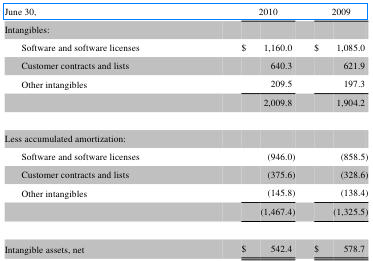 June 30, 2010 2009
Intangibles:
Software and software licenses $ 1,160.0 $ 1,085.0
Customer contracts and lists 640.3 621.9
Other intangibles 209.5 197.3
2,009.8 1,904.2
Less accumulated amortization:
Software and software licenses (946.0) (858.5)
Customer contracts and lists (375.6) (328.6)
Other intangibles (145.8) (138.4)
(1,467.4) (1,325.5)
Intangible assets, net $ 542.4 $ 578.7